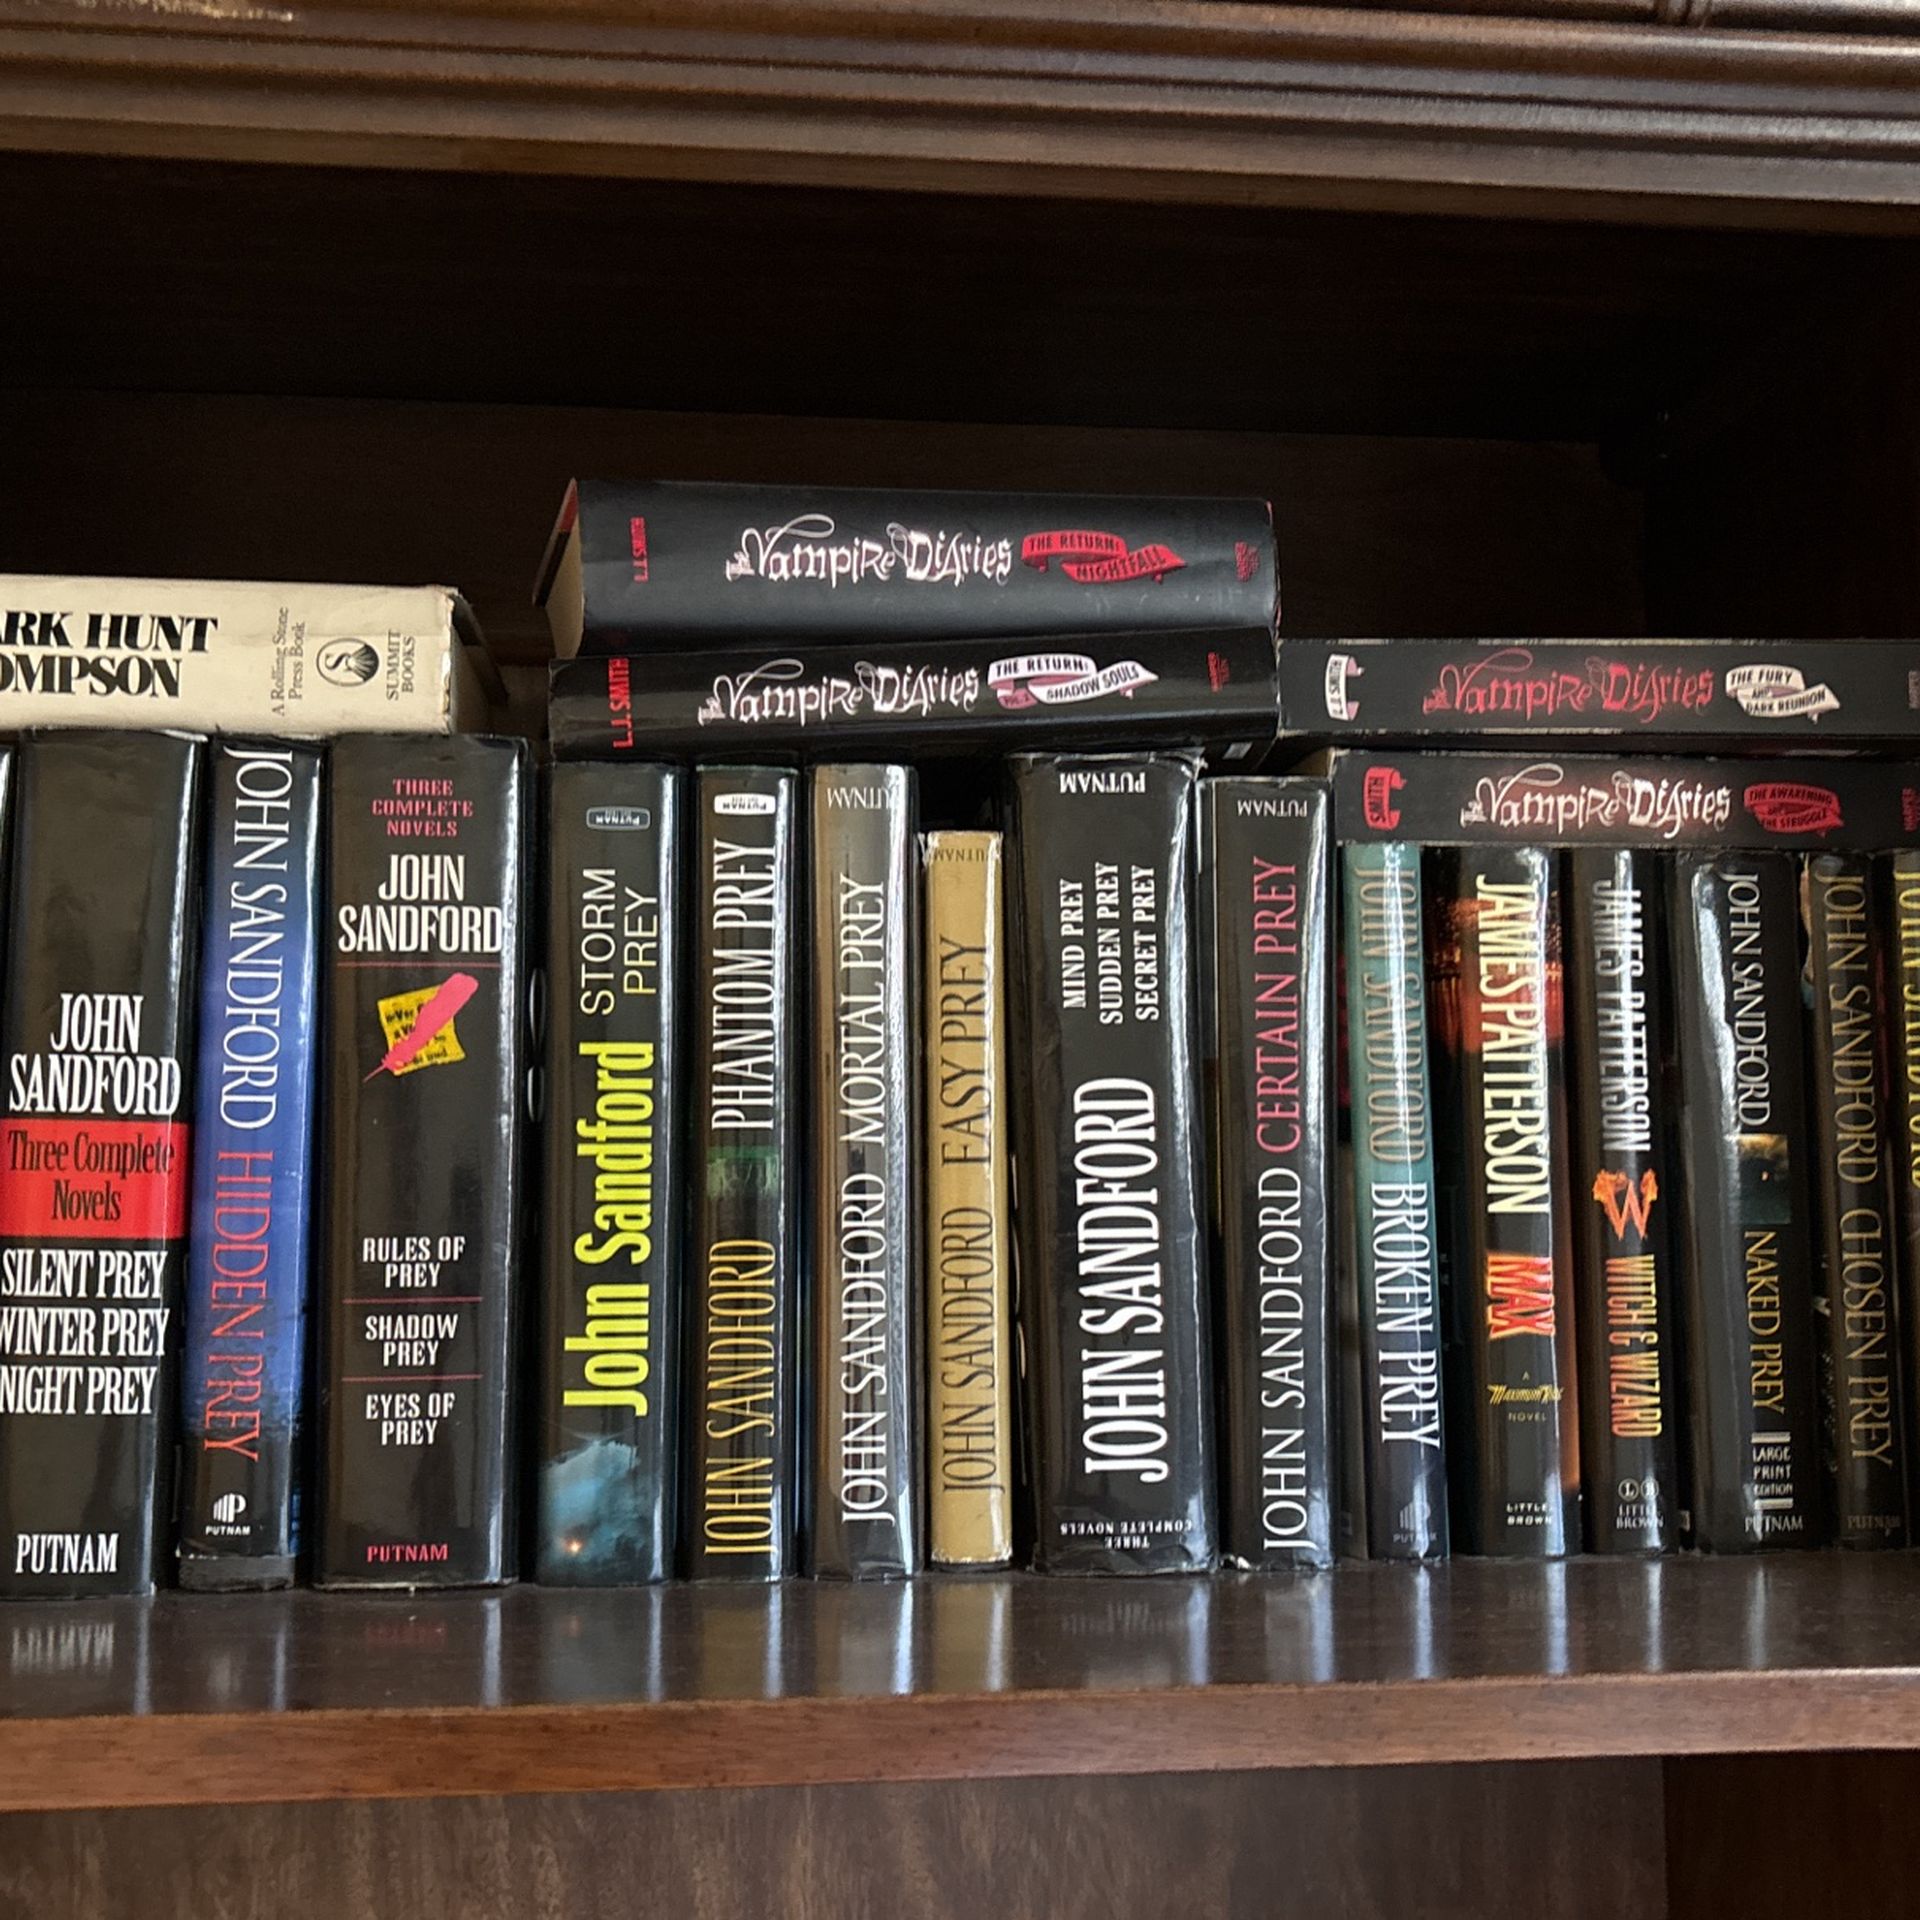 ARK HUNT
OMPSON
A Rolling Stone
Press Book
S
SUMMIT
BOOKS
L.J. SMITH
The Vampire Diaries
THE RETURN:
NIGHTFALL
L.J. SMITH
The Vampire Diaries
THE RETURN:
SHADOW SOULS
L.J. SMITH
The Vampire Diaries
THE FURY
AND
DARK REUNION
SMITH
The Vampire Diaries
THE AWAKENING
AND
THE STRUGGLE
JOHN
SANDFORD
Three Complete
Novels
SILENT PREY
WINTER PREY
NIGHT PREY
PUTNAM
JOHN SANDFORD HIDDEN PREY
PUTNAM
THREE
COMPLETE
NOVELS
JOHN
SANDFORD
RULES OF
PREY
SHADOW
PREY
EYES OF
PREY
PUTNAM
John Sandford STORM
PREY
PUTNAM
JOHN SANDFORD PHANTOM PREY
PUTNAM
JOHN SANDFORD MORTAL PREY
PUTNAM
JOHN SANDFORD EASY PREY
PUTNAM
THREE
COMPLETE NOVELS
JOHN SANDFORD
MIND PREY
SUDDEN PREY
SECRET PREY
PUTNAM
JOHN SANDFORD CERTAIN PREY
PUTNAM
JOHN SANDFORD BROKEN PREY
PUTNAM
JAMES PATTERSON
MAX
A
Maximum Ride
NOVEL
LITTLE
BROWN
JAMES PATTERSON
W
WITCH & WIZARD
L B
LITTLE
BROWN
JOHN SANDFORD NAKED PREY
LARGE
PRINT
EDITION
PUTNAM
JOHN SANDFORD CHOSEN PREY
PUTNAM
JOHN SANDFORD